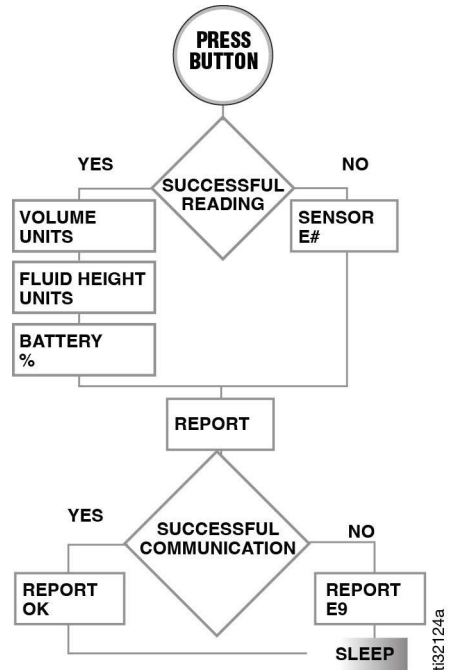 PRESS
BUTTON
YES
NO
SUCCESSFUL
READING
VOLUME
UNITS
SENSOR
E#
FLUID HEIGHT
UNITS
BATTERY
%
REPORT
YES
SUCCESSFUL
COMMUNICATION
NO
REPORT
OK
REPORT
E9
SLEEP
ti32124a